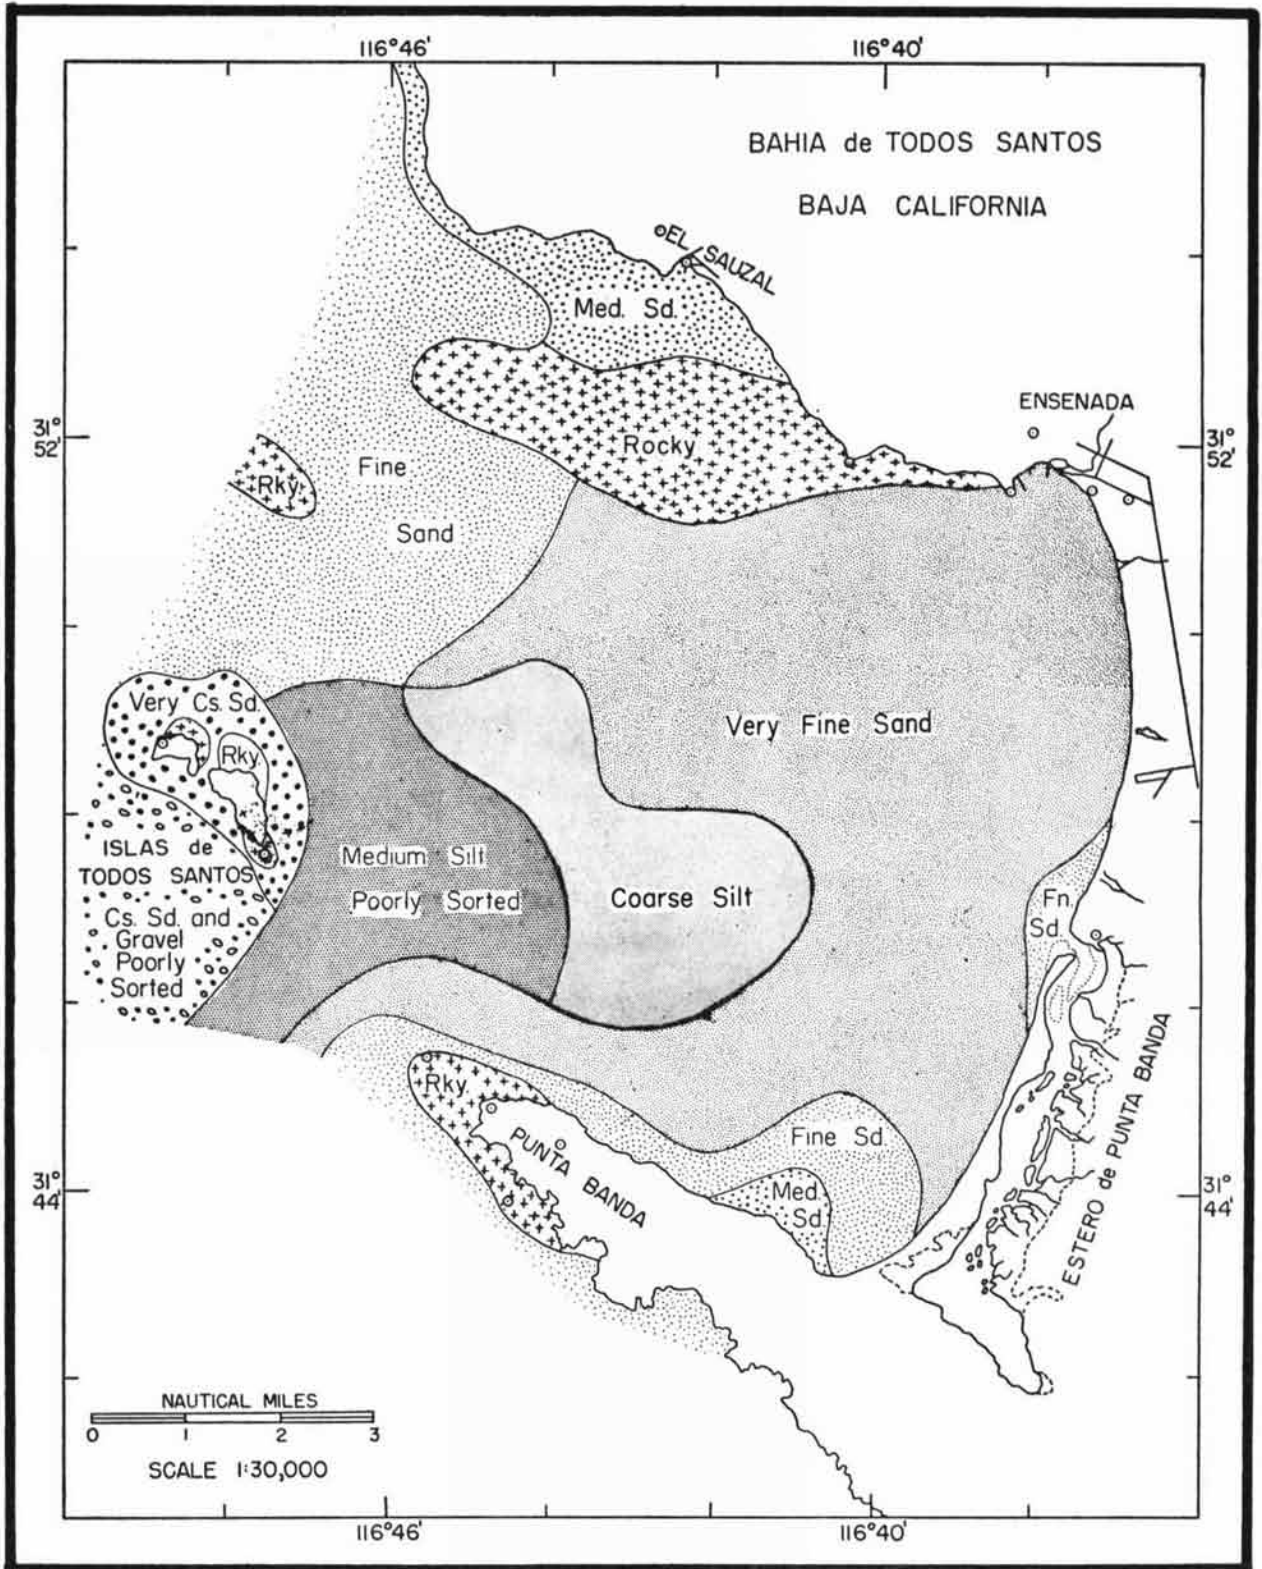 116°46'
116°40'
BAHIA de TODOS SANTOS
BAJA CALIFORNIA
EL SAUZAL
Med. Sd.
ENSENADA
31°
52'
31°
52'
Rocky
Fine
Sand
Rky.
Very Cs. Sd.
Rky.
Very Fine Sand
ISLAS de
TODOS SANTOS
Medium Silt
Poorly Sorted
Coarse Silt
Fn.
Sd.
Cs. Sd. and
Gravel
Poorly
Sorted
Rky.
PUNTA BANDA
Fine Sd.
Med.
Sd.
ESTERO de PUNTA BANDA
31°
44'
31°
44'
NAUTICAL MILES
0 1 2 3
SCALE 1:30,000
116°46'
116°40'